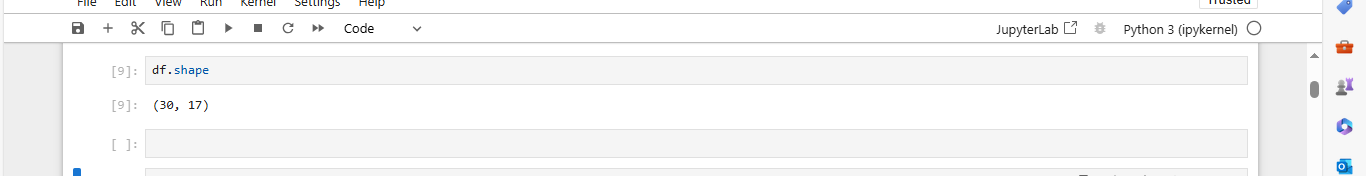 File Edit View Run Kernel Settings Help Trusted
Code JupyterLab Python 3 (ipykernel)
[9]: df.shape
[9]: (30, 17)
[ ]: